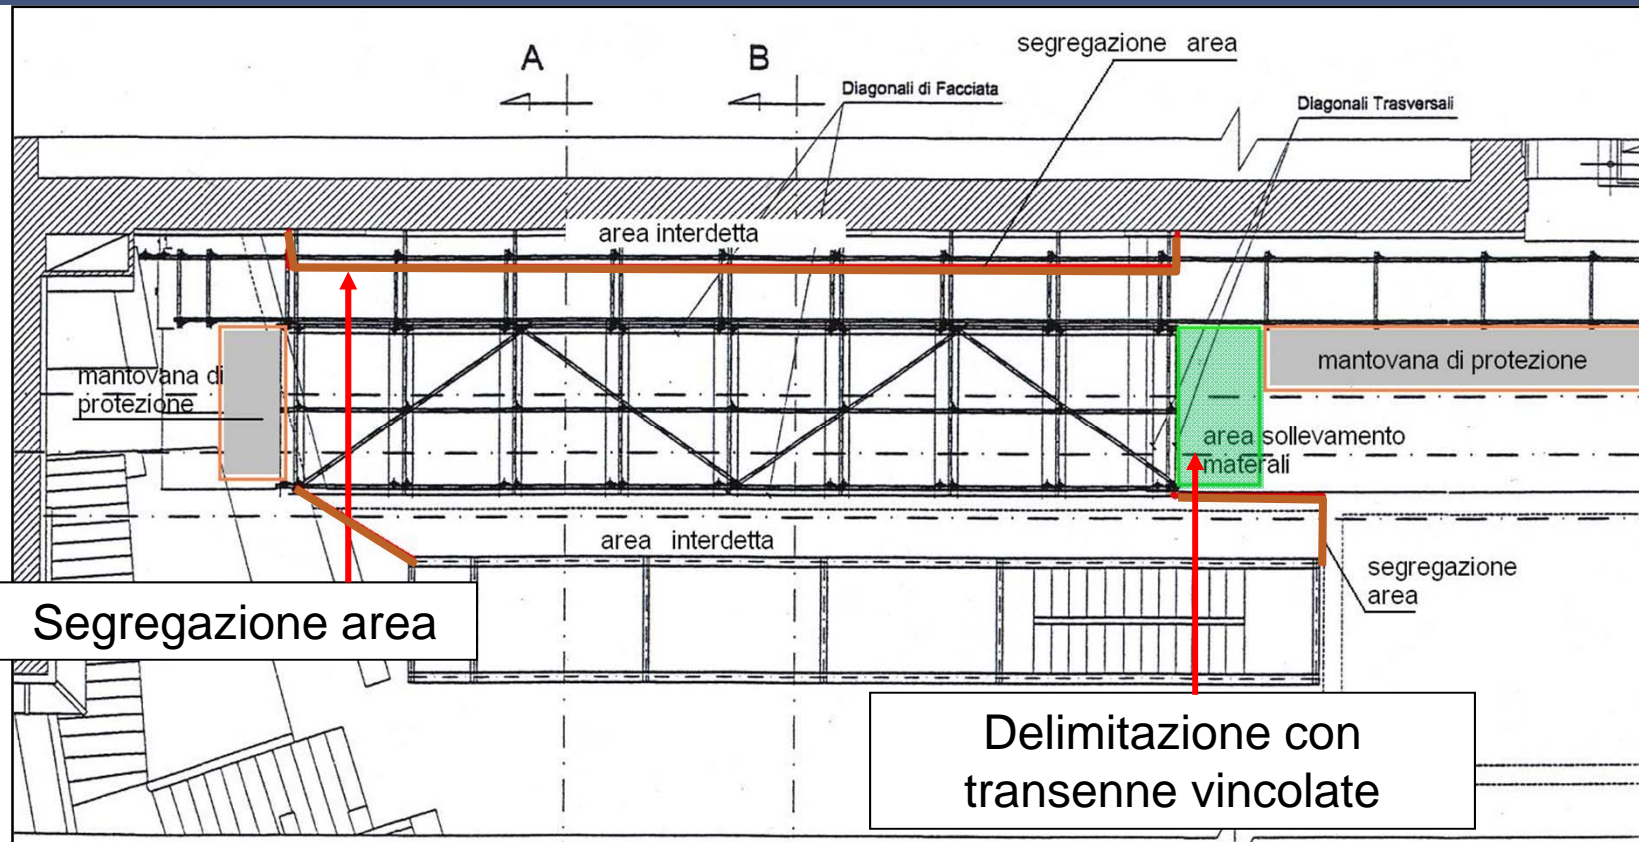 segregazione area
A
B
Diagonali di Facciata
Diagonali Trasversali
area interdetta
mantovana di protezione
mantovana di
protezione
area sollevamento
materali
area interdetta
segregazione
area
Segregazione area
Delimitazione con
transenne vincolate